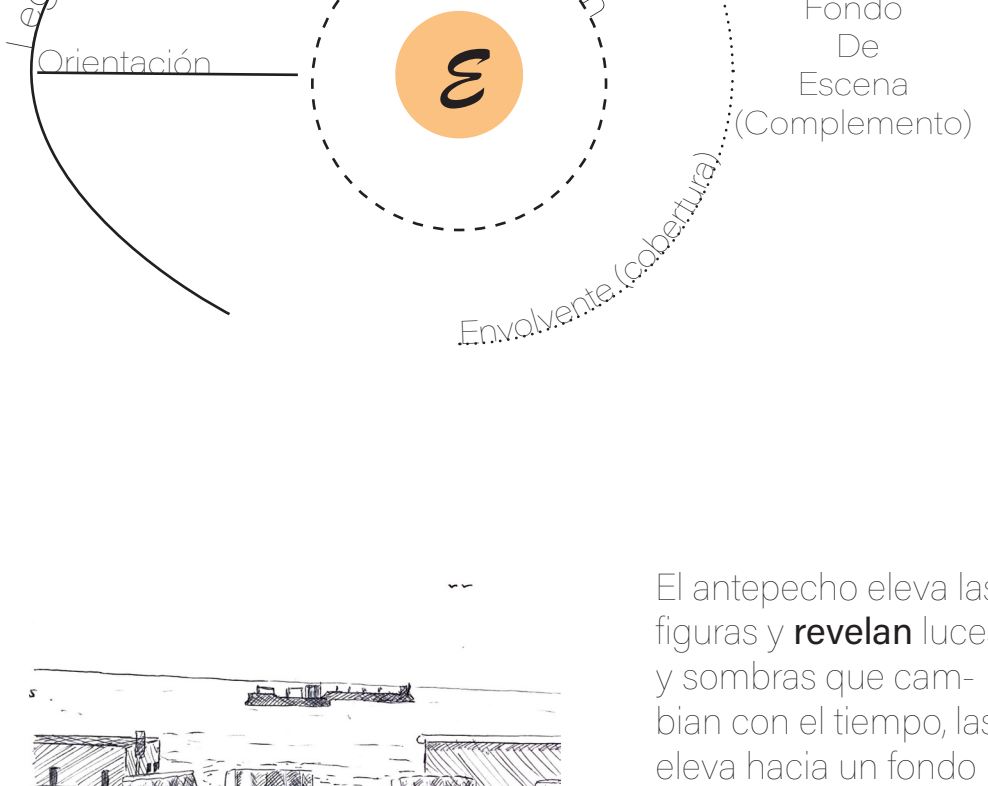 Orientación
E
Fondo
De
Escena
(Complemento)
Envolvente (cobertura)
El antepecho eleva las
figuras y revelan luce
y sombras que cam-
bian con el tiempo, las
eleva hacia un fondo